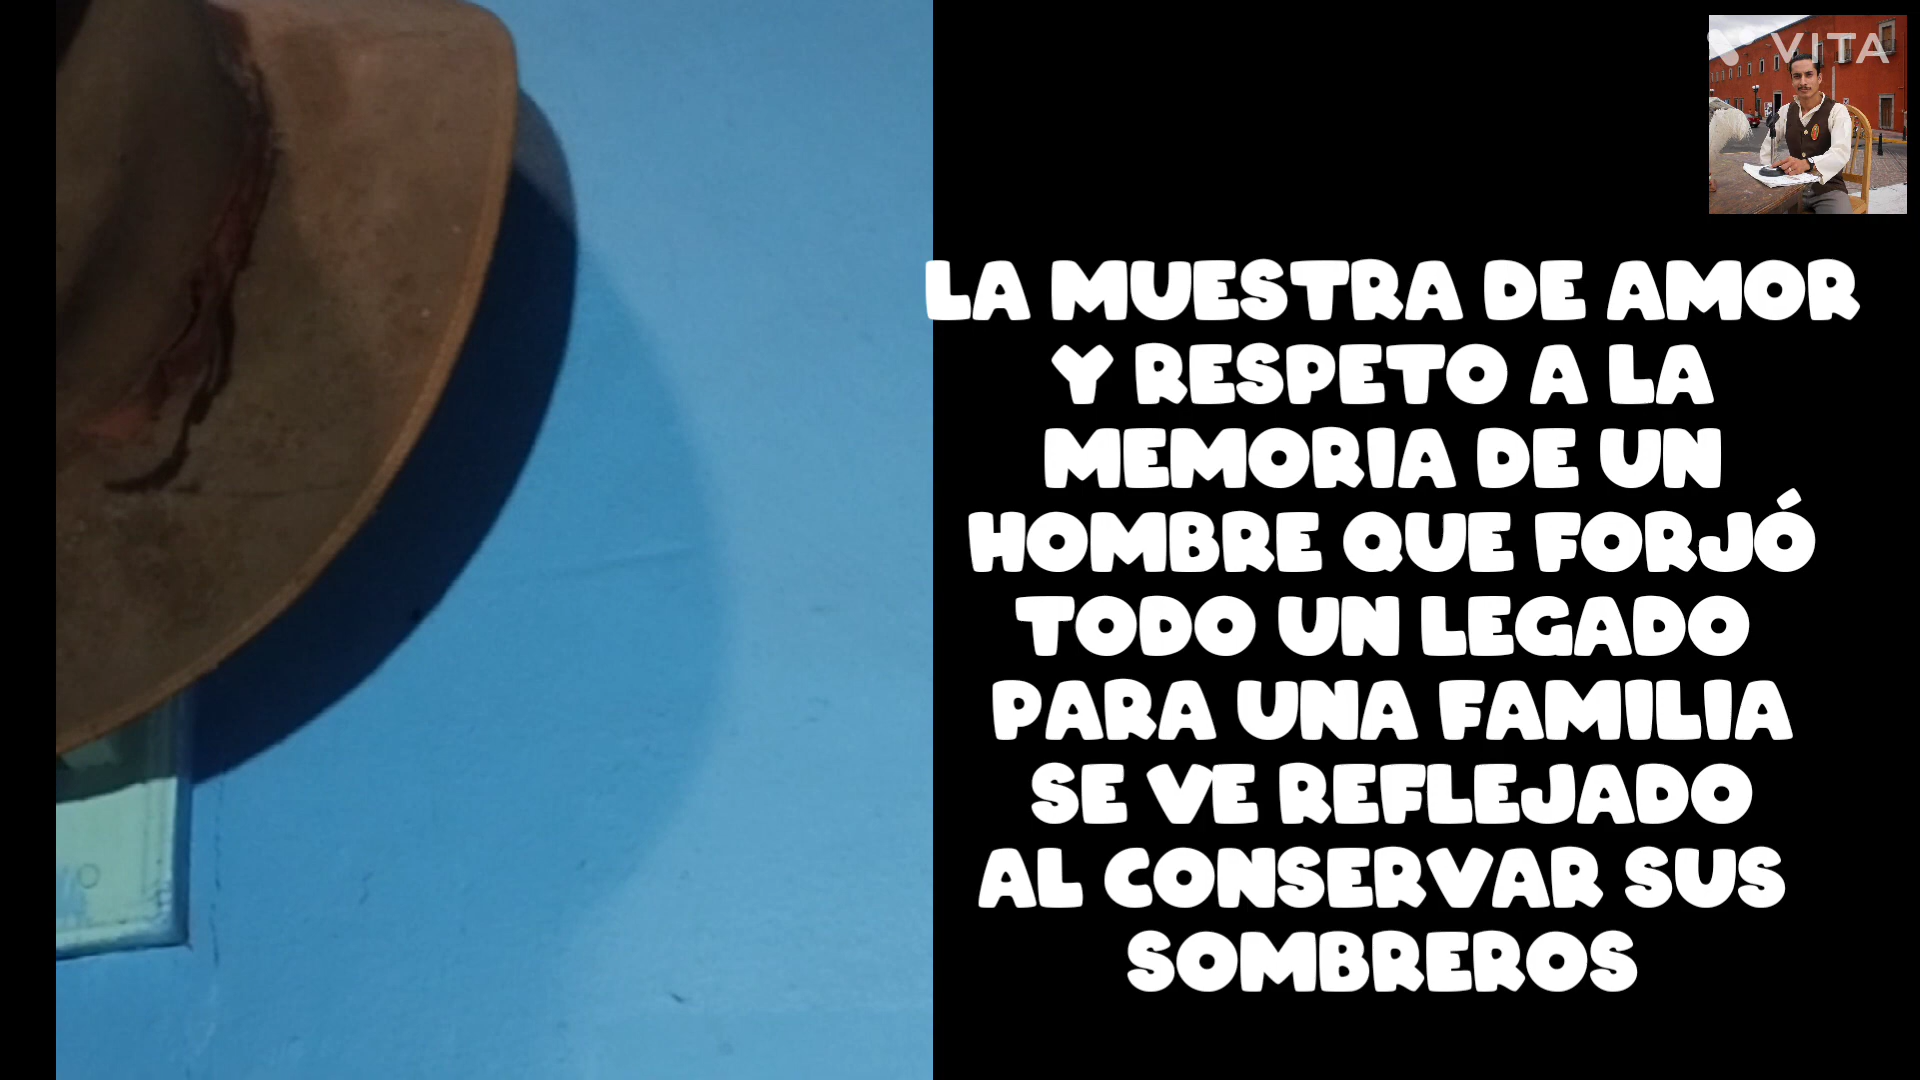 VITA
LA MUESTRA DE AMOR
Y RESPETO A LA
MEMORIA DE UN
HOMBRE QUE FORJÓ
TODO UN LEGADO
PARA UNA FAMILIA
SE VE REFLEJADO
AL CONSERVAR SUS
SOMBREROS